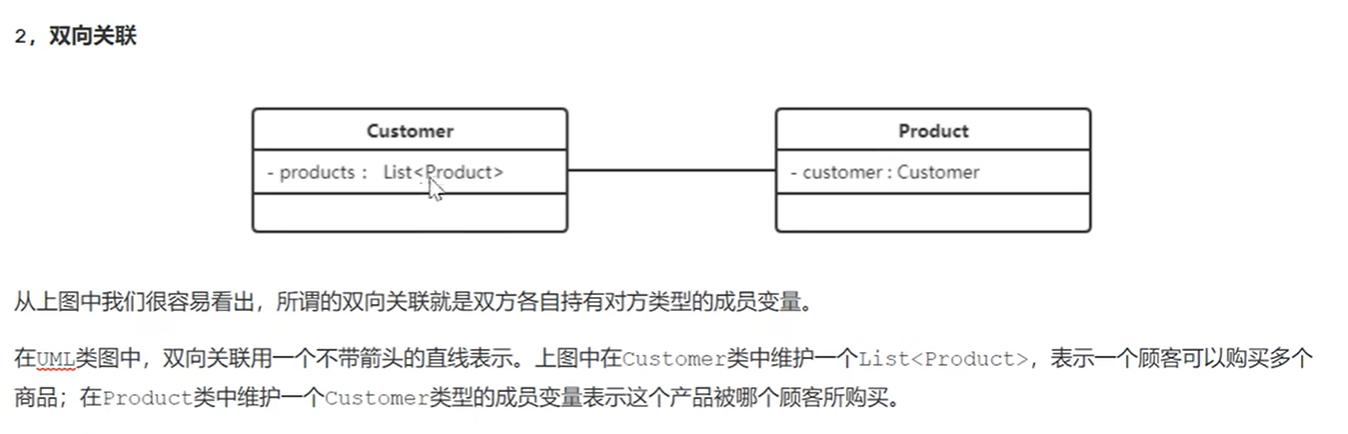 2，双向关联
Customer
- products： List<Product>
Product
- customer : Customer
从上图中我们很容易看出，所谓的双向关联就是双方各自持有对方类型的成员变量。
在UML类图中，双向关联用一个不带箭头的直线表示。上图中在Customer类中维护一个List<Product>，表示一个顾客可以购买多个
商品；在Product类中维护一个Customer类型的成员变量表示这个产品被哪个顾客所购买。